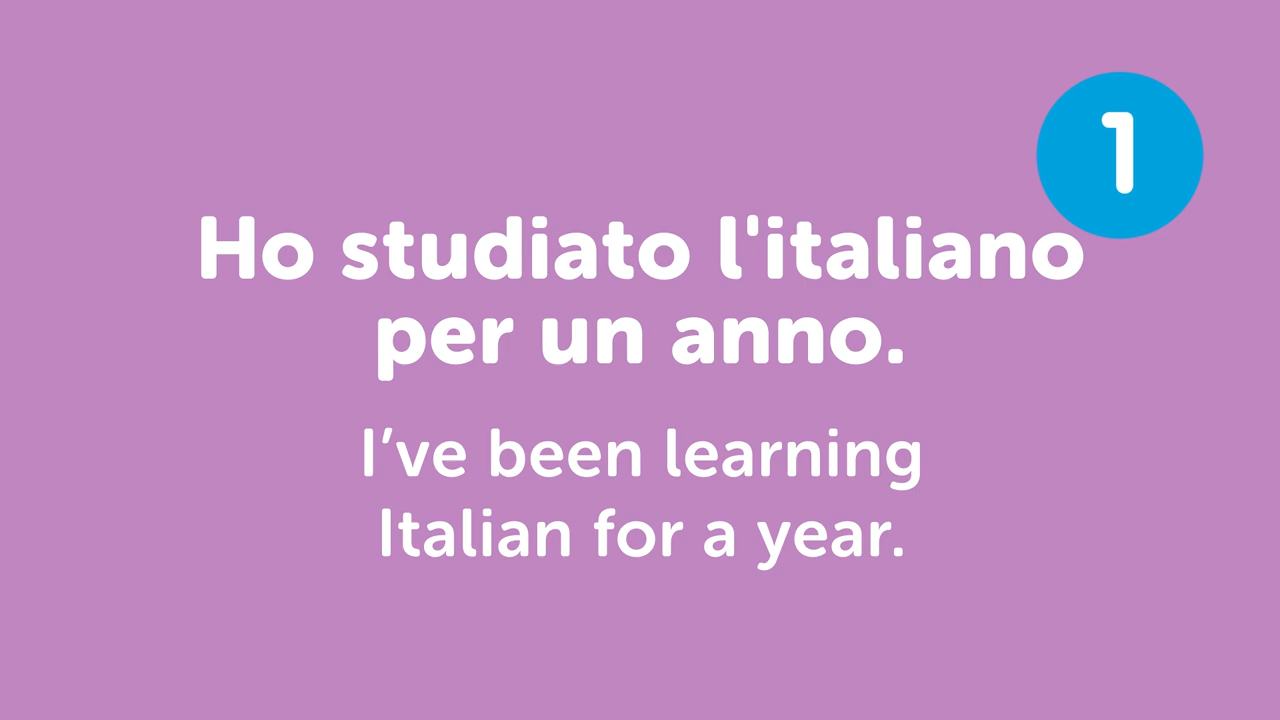 1
Ho studiato l'italiano
per un anno.
I’ve been learning
Italian for a year.